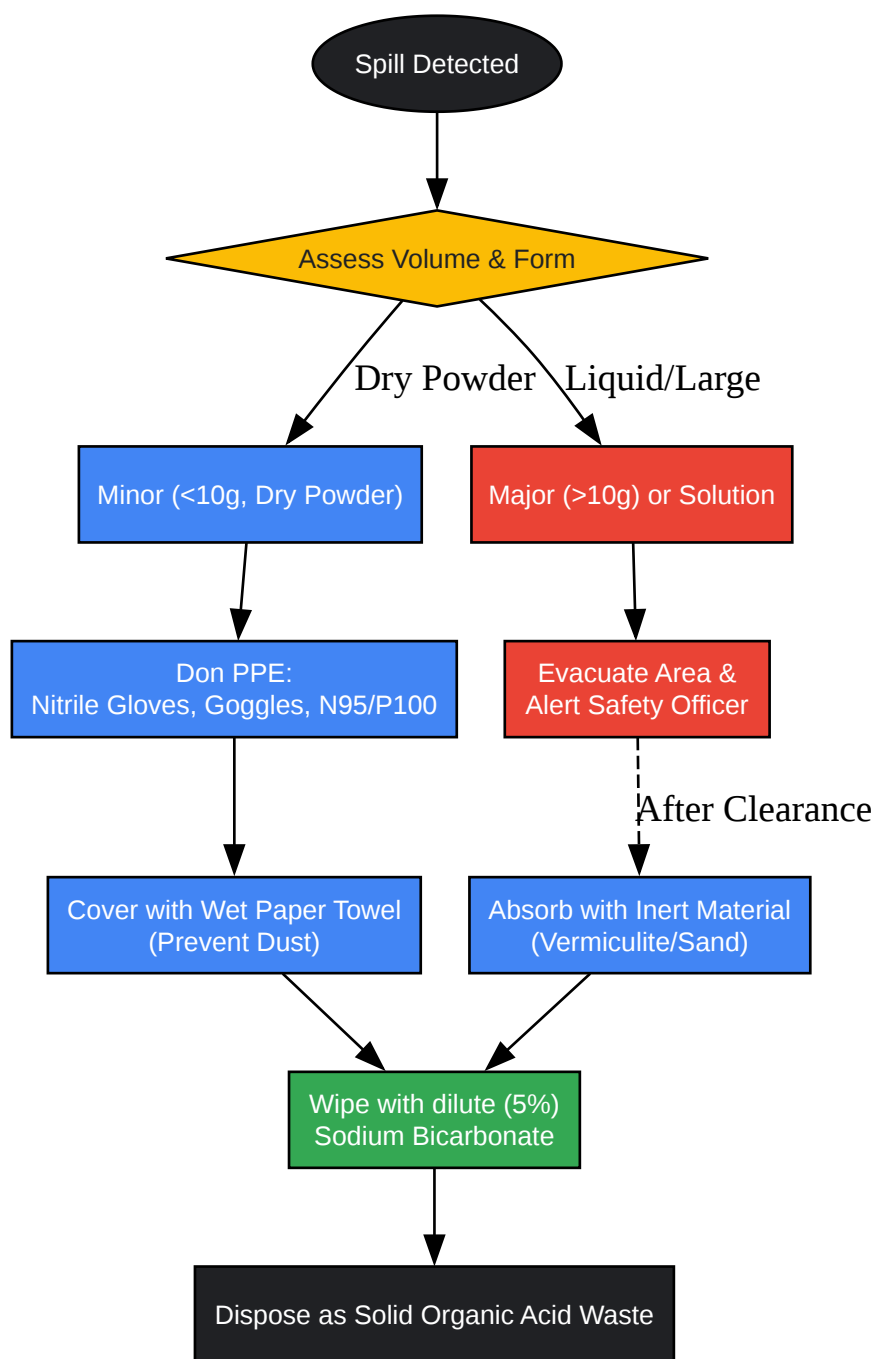 Spill Detected
Assess Volume & Form
Dry Powder
Liquid/Large
Minor (<10g, Dry Powder)
Major (>10g) or Solution
Don PPE:
Nitrile Gloves, Goggles, N95/P100
Evacuate Area &
Alert Safety Officer
After Clearance
Cover with Wet Paper Towel
(Prevent Dust)
Absorb with Inert Material
(Vermiculite/Sand)
Wipe with dilute (5%)
Sodium Bicarbonate
Dispose as Solid Organic Acid Waste